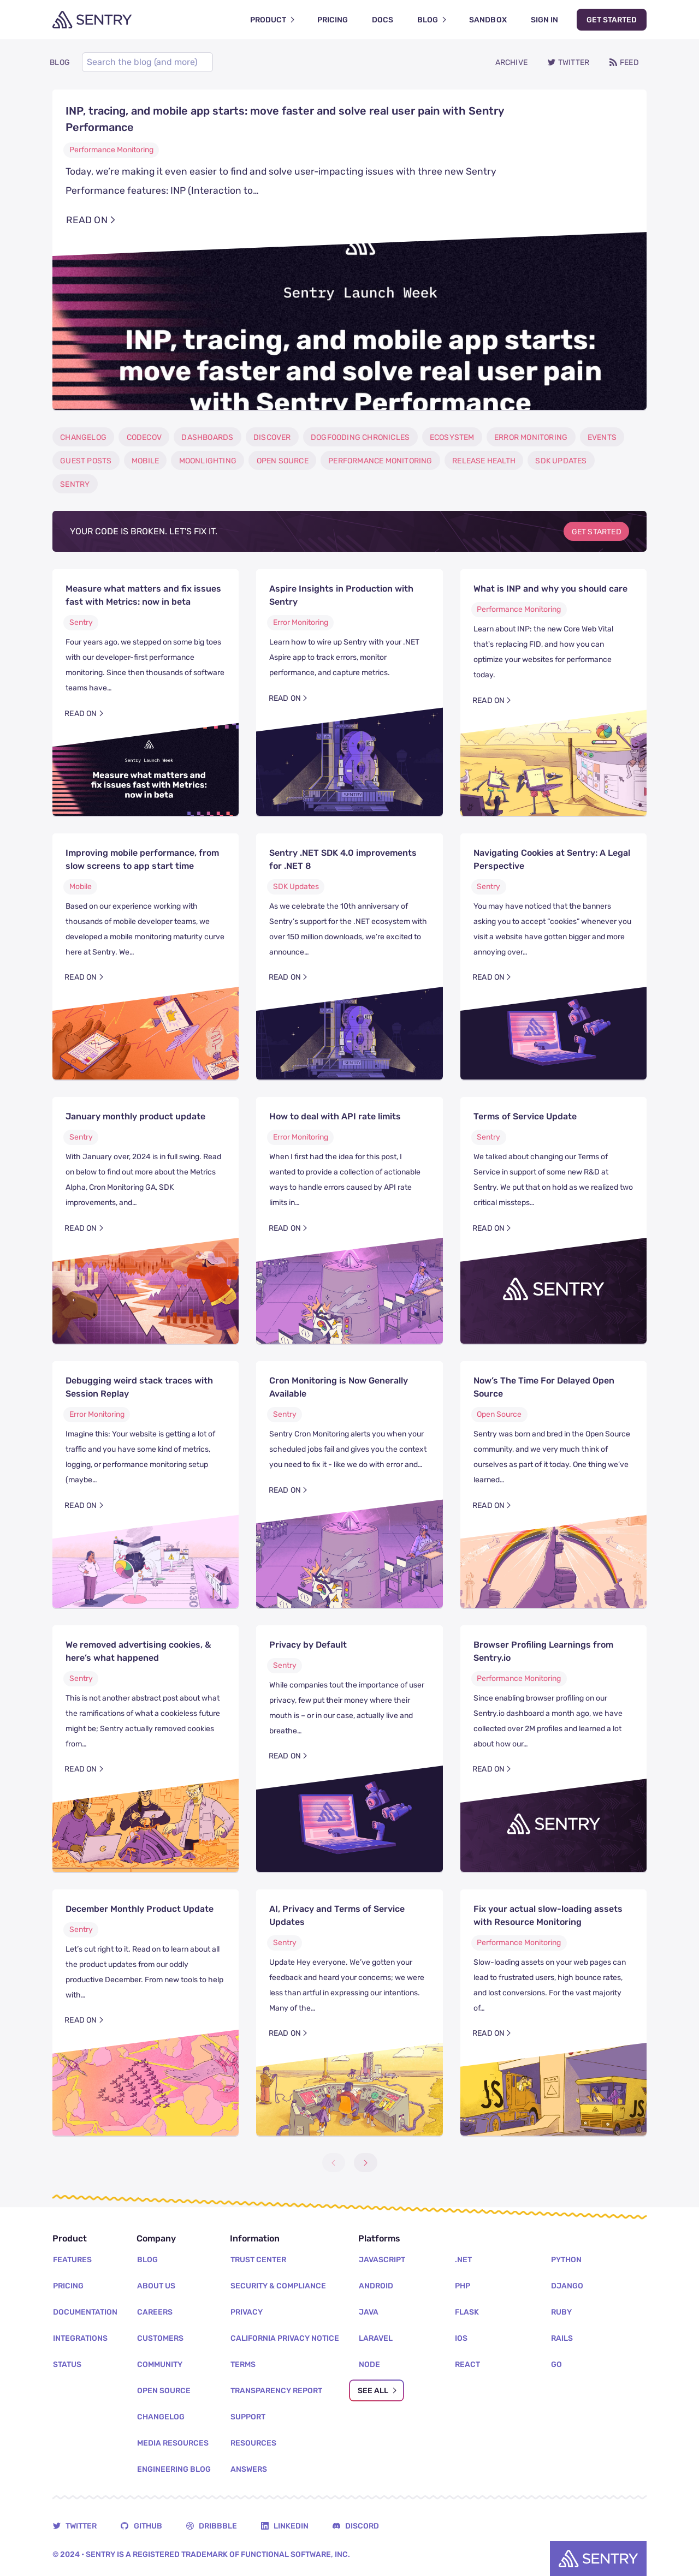 SENTRY
PRODUCT
PRICING
DOCS
BLOG
SANDBOX
SIGN IN
GET STARTED
BLOG
Search the blog (and more)
ARCHIVE
TWITTER
FEED
INP, tracing, and mobile app starts: move faster and solve real user pain with Sentry
Performance
Performance Monitoring
Today, we're making it even easier to find and solve user-impacting issues with three new Sentry
Performance features: INP (Interaction to…
READ ON
Sentry Launch Week
INP, tracing, and mobile app starts:
move faster and solve real user pain
with Sentry Performance
CHANGELOG
CODECOV
DASHBOARDS
DISCOVER
DOGFOODING CHRONICLES
ECOSYSTEM
ERROR MONITORING
EVENTS
GUEST POSTS
MOBILE
MOONLIGHTING
OPEN SOURCE
PERFORMANCE MONITORING
RELEASE HEALTH
SDK UPDATES
SENTRY
YOUR CODE IS BROKEN. LET'S FIX IT.
GET STARTED
Measure what matters and fix issues
fast with Metrics: now in beta
Sentry
Four years ago, we stepped on some big toes
with our developer-first performance
monitoring. Since then thousands of software
teams have…
READ ON
Sentry Launch Week
Measure what matters and
fix issues fast with Metrics:
now in beta
Aspire Insights in Production with
Sentry
Error Monitoring
Learn how to wire up Sentry with your .NET
Aspire app to track errors, monitor
performance, and capture metrics.
READ ON
What is INP and why you should care
Performance Monitoring
Learn about INP: the new Core Web Vital
that's replacing FID, and how you can
optimize your websites for performance
today.
READ ON
Improving mobile performance, from
slow screens to app start time
Mobile
Based on our experience working with
thousands of mobile developer teams, we
developed a mobile monitoring maturity curve
here at Sentry. We…
READ ON
Sentry .NET SDK 4.0 improvements
for .NET 8
SDK Updates
As we celebrate the 10th anniversary of
Sentry's support for the .NET ecosystem with
over 150 million downloads, we're excited to
announce…
READ ON
Navigating Cookies at Sentry: A Legal
Perspective
Sentry
You may have noticed that the banners
asking you to accept "cookies" whenever you
visit a website have gotten bigger and more
annoying over…
READ ON
January monthly product update
Sentry
With January over, 2024 is in full swing. Read
on below to find out more about the Metrics
Alpha, Cron Monitoring GA, SDK
improvements, and…
READ ON
How to deal with API rate limits
Error Monitoring
When I first had the idea for this post, I
wanted to provide a collection of actionable
ways to handle errors caused by API rate
limits in…
READ ON
Terms of Service Update
Sentry
We talked about changing our Terms of
Service in support of some new R&D at
Sentry. We put that on hold as we realized two
critical missteps…
READ ON
SENTRY
Debugging weird stack traces with
Session Replay
Error Monitoring
Imagine this: Your website is getting a lot of
traffic and you have some kind of metrics,
logging, or performance monitoring setup
(maybe…
READ ON
Cron Monitoring is Now Generally
Available
Sentry
Sentry Cron Monitoring alerts you when your
scheduled jobs fail and gives you the context
you need to fix it - like we do with error and…
READ ON
Now's The Time For Delayed Open
Source
Open Source
Sentry was born and bred in the Open Source
community, and we very much think of
ourselves as part of it today. One thing we've
learned…
READ ON
We removed advertising cookies, &
here's what happened
Sentry
This is not another abstract post about what
the ramifications of what a cookieless future
might be; Sentry actually removed cookies
from…
READ ON
Privacy by Default
Sentry
While companies tout the importance of user
privacy, few put their money where their
mouth is – or in our case, actually live and
breathe…
READ ON
Browser Profiling Learnings from
Sentry.io
Performance Monitoring
Since enabling browser profiling on our
Sentry.io dashboard a month ago, we have
collected over 2M profiles and learned a lot
about how our…
READ ON
SENTRY
December Monthly Product Update
Sentry
Let's cut right to it. Read on to learn about all
the product updates from our oddly
productive December. From new tools to help
with…
READ ON
AI, Privacy and Terms of Service
Updates
Sentry
Update Hey everyone. We've gotten your
feedback and heard your concerns; we were
less than artful in expressing our intentions.
Many of the…
READ ON
Fix your actual slow-loading assets
with Resource Monitoring
Performance Monitoring
Slow-loading assets on your web pages can
lead to frustrated users, high bounce rates,
and lost conversions. For the vast majority
of…
READ ON
JS
JS
Product
FEATURES
PRICING
DOCUMENTATION
INTEGRATIONS
STATUS
Company
BLOG
ABOUT US
CAREERS
CUSTOMERS
COMMUNITY
OPEN SOURCE
CHANGELOG
MEDIA RESOURCES
ENGINEERING BLOG
Information
TRUST CENTER
SECURITY & COMPLIANCE
PRIVACY
CALIFORNIA PRIVACY NOTICE
TERMS
TRANSPARENCY REPORT
SUPPORT
RESOURCES
ANSWERS
Platforms
JAVASCRIPT
ANDROID
JAVA
LARAVEL
NODE
SEE ALL
.NET
PHP
FLASK
IOS
REACT
PYTHON
DJANGO
RUBY
RAILS
GO
TWITTER
GITHUB
DRIBBBLE
LINKEDIN
DISCORD
© 2024 • SENTRY IS A REGISTERED TRADEMARK OF FUNCTIONAL SOFTWARE, INC.
SENTRY